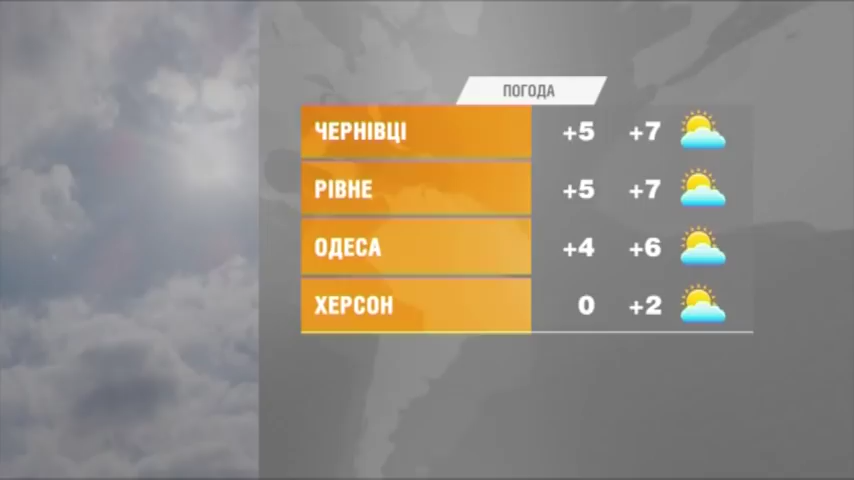 ПОГОДА
ЧЕРНІВЦІ +5 +7
РІВНЕ +5 +7
ОДЕСА +4 +6
ХЕРСОН 0 +2